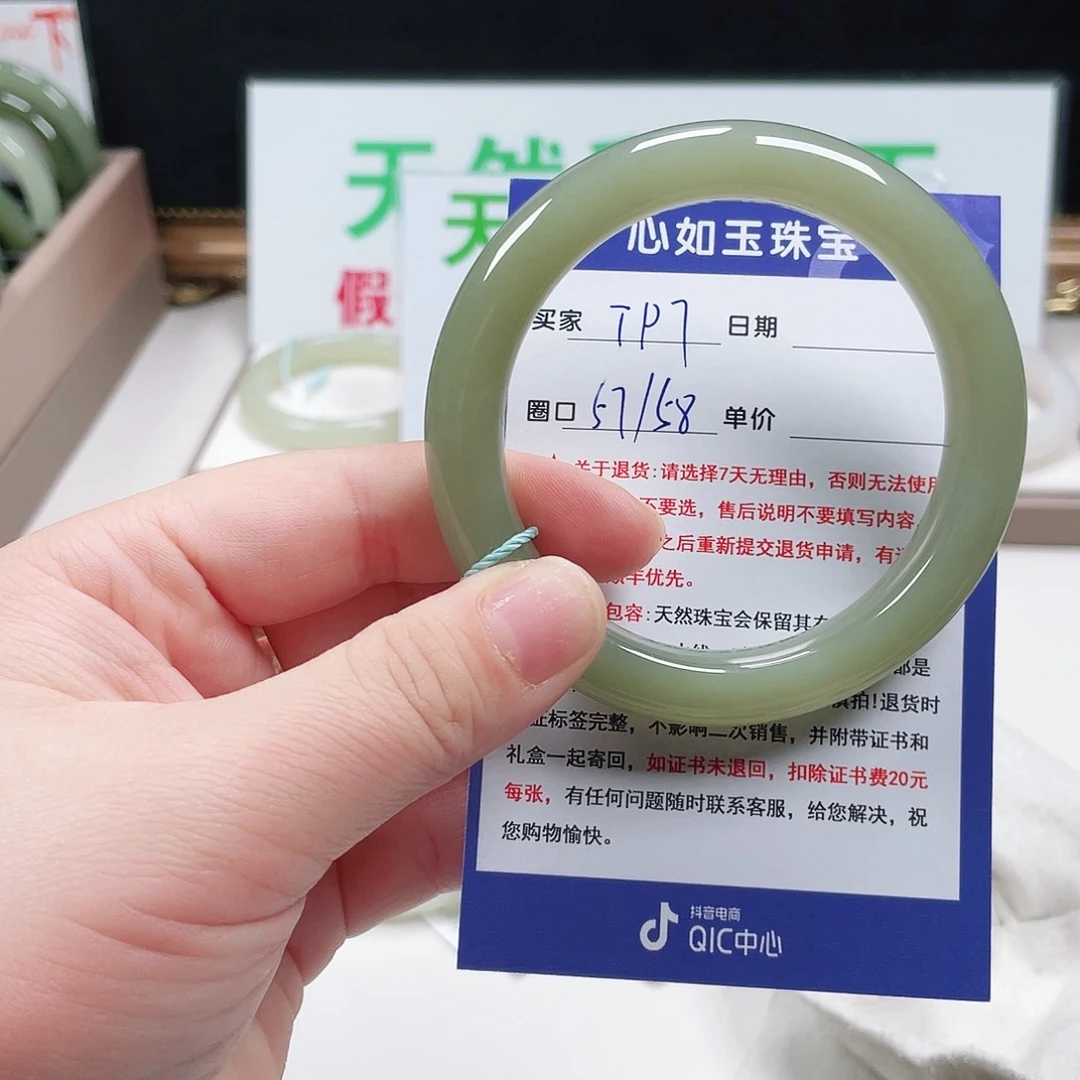 天然
天
假
心如玉珠宝
买家 TP7 日期
圈口 57/58 单价
关于退货:请选择7天无理由，否则无法使用
不要选，售后说明不要填写内容
之后重新提交退货申请，有
优先。
包容:天然珠宝会保留其
都是
拍!退货时
证标签完整，不影响二次销售，并附带证书和
礼盒一起寄回，如证书未退回，扣除证书费20元
每张，有任何问题随时联系客服，给您解决，祝
您购物愉快。
抖音电商
QIC中心